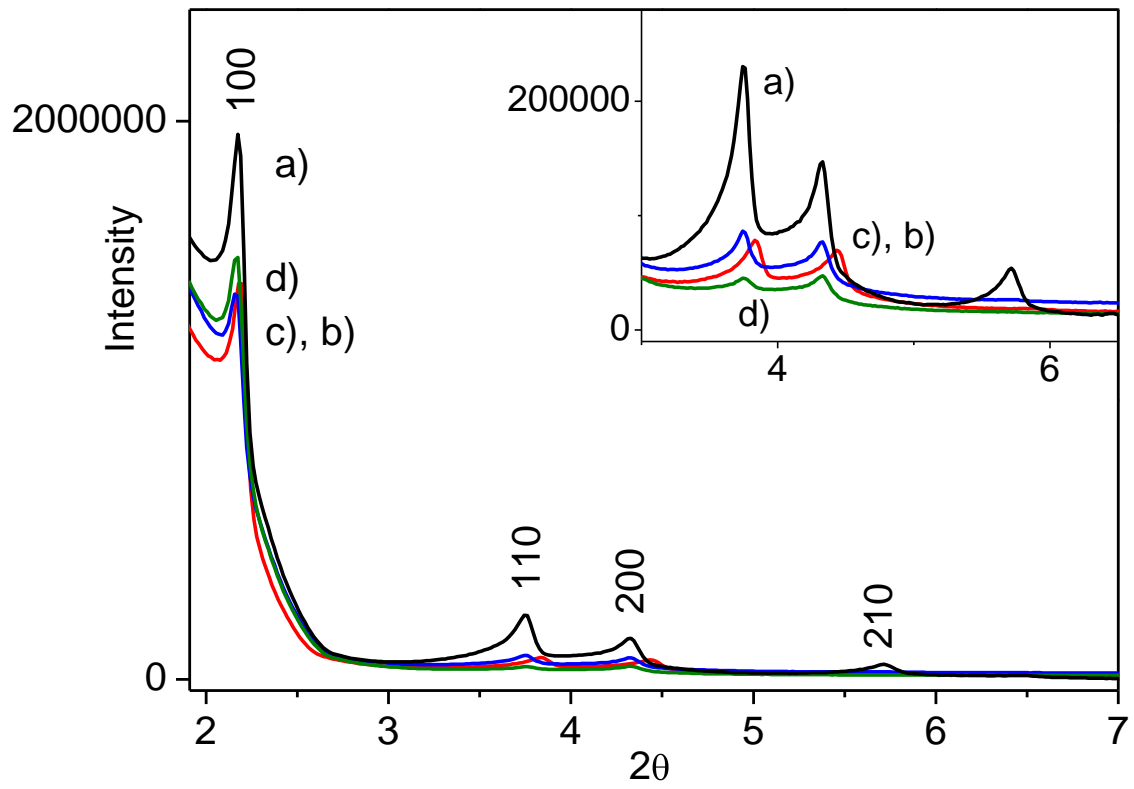 100
2000000
a)
Intensity
d)
c), b)
110
200
210
0
2 3 4 5 6 7
2θ
200000
a)
c), b)
d)
0
4 6